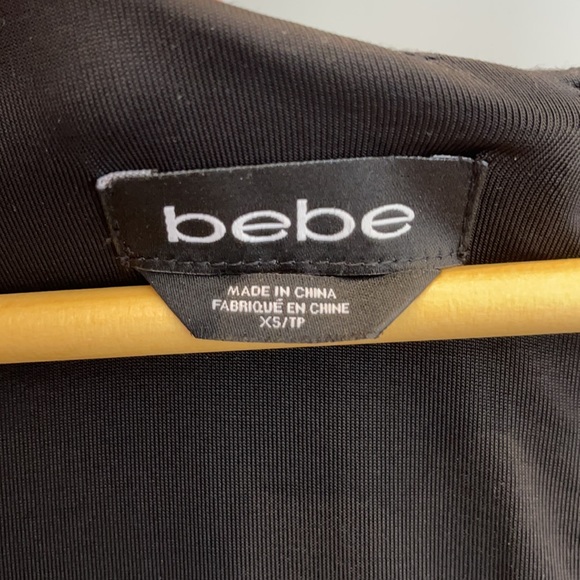 bebe
MADE IN CHINA
FABRIQUÉ EN CHINE
XS/TP